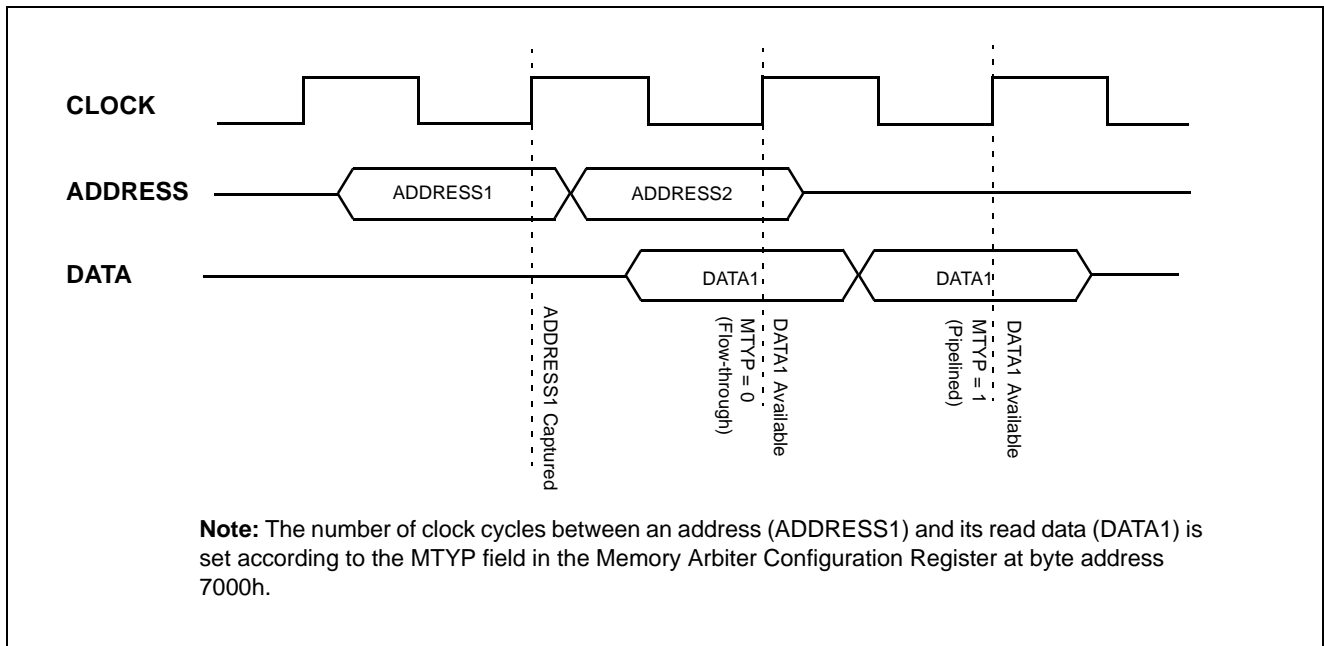 CLOCK
ADDRESS
ADDRESS1
ADDRESS2
DATA
DATA1
DATA1
ADDRESS1 Captured
DATA1 Available
MTYP = 0
(Flow-through)
DATA1 Available
MTYP = 1
(Pipelined)
Note: The number of clock cycles between an address (ADDRESS1) and its read data (DATA1) is
set according to the MTYP field in the Memory Arbiter Configuration Register at byte address
7000h.